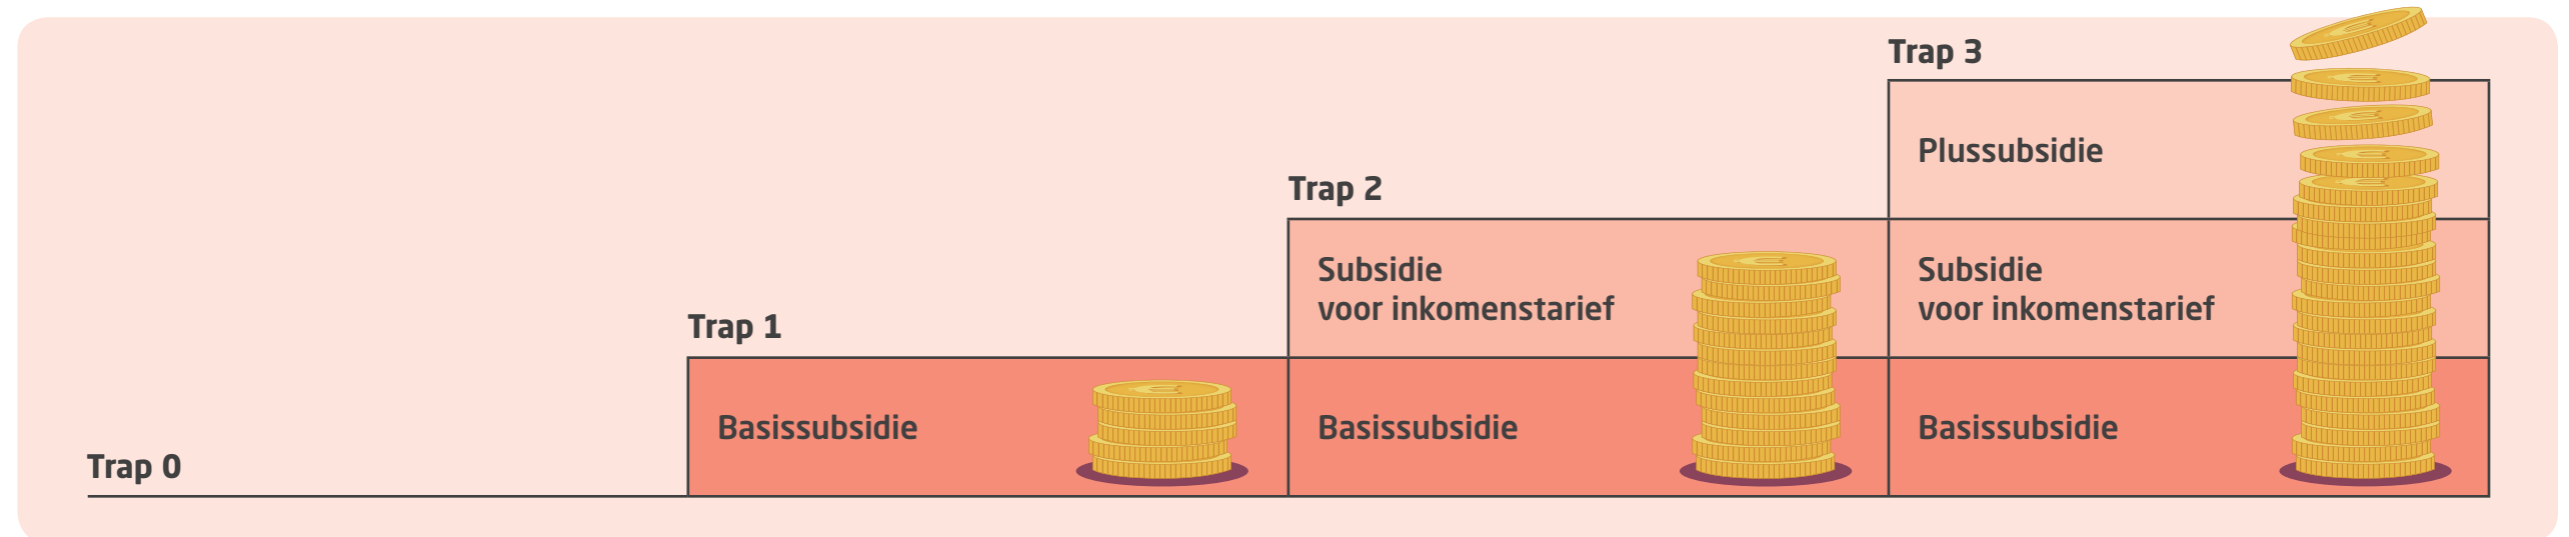 Trap 0
Trap 1
Basissubsidie
Trap 2
Subsidie
voor inkomenstarief
Basissubsidie
Trap 3
Plussubsidie
Subsidie
voor inkomenstarief
Basissubsidie